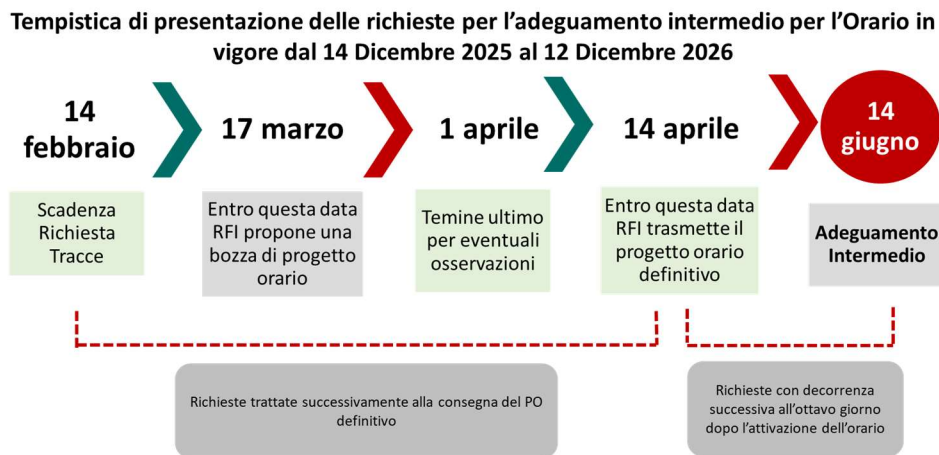 Tempistica di presentazione delle richieste per l’adeguamento intermedio per l’Orario in
vigore dal 14 Dicembre 2025 al 12 Dicembre 2026
14
febbraio
17 marzo
1 aprile
14 aprile
14
giugno
Scadenza
Richiesta
Tracce
Entro questa data
RFI propone una
bozza di progetto
orario
Temine ultimo
per eventuali
osservazioni
Entro questa data
RFI trasmette il
progetto orario
definitivo
Adeguamento
Intermedio
Richieste trattate successivamente alla consegna del PO
definitivo
Richieste con decorrenza
successiva all’ottavo giorno
dopo l’attivazione dell’orario